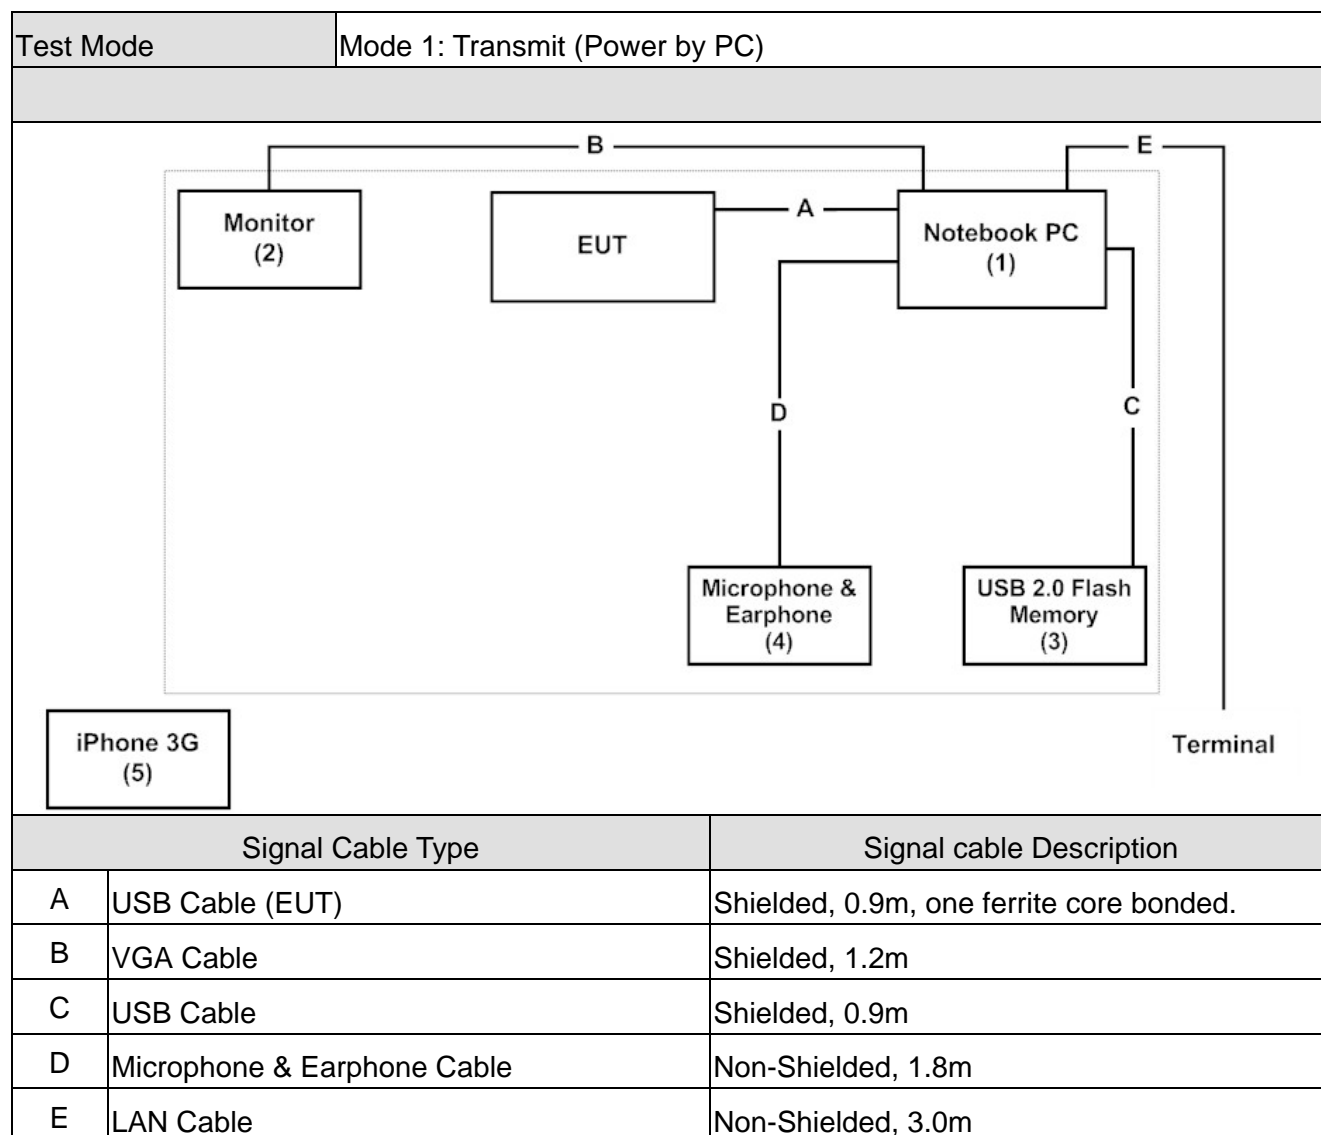 Test Mode Mode 1: Transmit (Power by PC)
B
E
Monitor
(2)
EUT
A
Notebook PC
(1)
D
C
Microphone &
Earphone
(4)
USB 2.0 Flash
Memory
(3)
iPhone 3G
(5)
Terminal
Signal Cable Type Signal cable Description
A USB Cable (EUT) Shielded, 0.9m, one ferrite core bonded.
B VGA Cable Shielded, 1.2m
C USB Cable Shielded, 0.9m
D Microphone & Earphone Cable Non-Shielded, 1.8m
E LAN Cable Non-Shielded, 3.0m